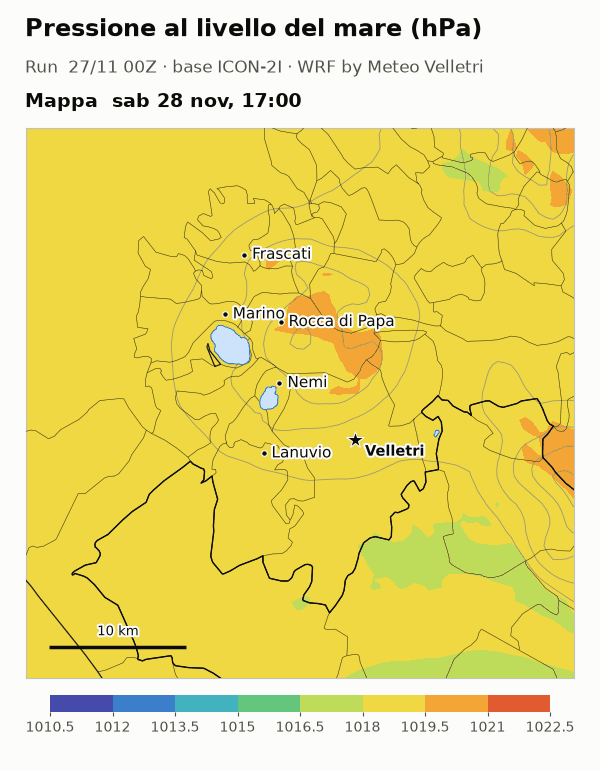 Pressione al livello del mare (hPa)
Run  27/11 00Z · base ICON-2I · WRF by Meteo Velletri
Mappa  sab 28 nov, 17:00
Frascati
Marino
Rocca di Papa
Nemi
Velletri
Lanuvio
10 km
1010.5 1012 1013.5 1015 1016.5 1018 1019.5 1021 1022.5